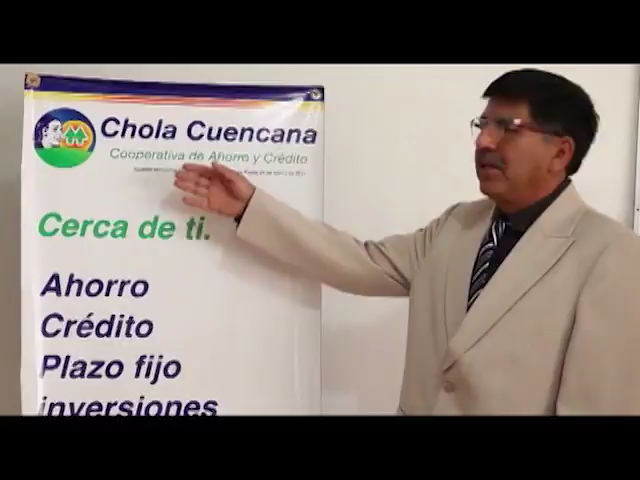 Chola Cuencana
Cooperativa de Ahorro y Crédito
Cerca de ti.
Ahorro
Crédito
Plazo fijo
inversiones